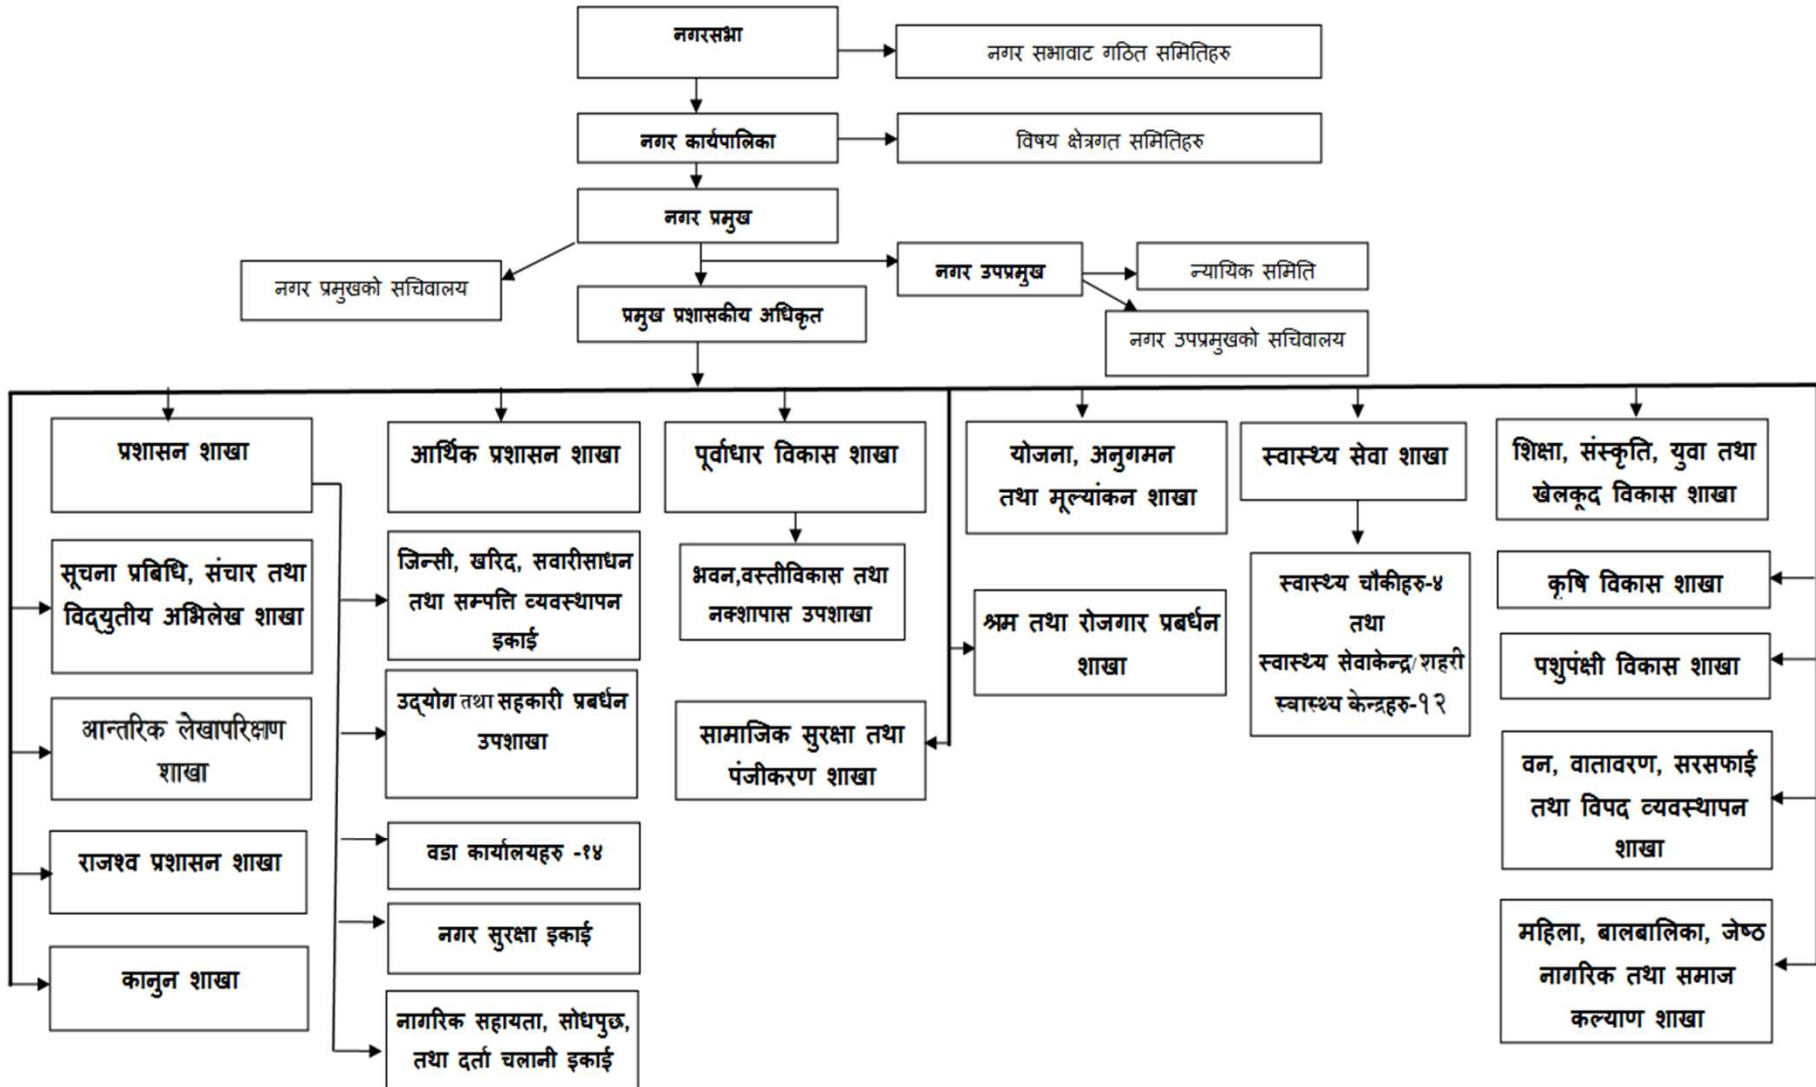 नगरसभा
नगर सभावाट गठित समितिहरु
नगर कार्यपालिका
विषय क्षेत्रगत समितिहरु
नगर प्रमुख
नगर प्रमुखको सचिवालय
नगर उपप्रमुख
न्यायिक समिति
प्रमुख प्रशासकीय अधिकृत
नगर उपप्रमुखको सचिवालय
प्रशासन शाखा
आर्थिक प्रशासन शाखा
पूर्वाधार विकास शाखा
योजना, अनुगमन
तथा मूल्यांकन शाखा
स्वास्थ्य सेवा शाखा
शिक्षा, संस्कृति, युवा तथा
खेलकूद विकास शाखा
सूचना प्रबिधि, संचार तथा
विद्युतीय अभिलेख शाखा
जिन्सी, खरिद, सवारीसाधन
तथा सम्पत्ति व्यवस्थापन
इकाई
भवन,वस्तीविकास तथा
नक्शापास उपशाखा
श्रम तथा रोजगार प्रबर्धन
शाखा
स्वास्थ्य चौकीहरु-४
तथा
स्वास्थ्य सेवाकेन्द्र/शहरी
स्वास्थ्य केन्द्रहरु-१२
कृषि विकास शाखा
पशुपंक्षी विकास शाखा
आन्तरिक लेखापरिक्षण
शाखा
उद्योग तथा सहकारी प्रबर्धन
उपशाखा
सामाजिक सुरक्षा तथा
पंजीकरण शाखा
वन, वातावरण, सरसफाई
तथा विपद व्यवस्थापन
शाखा
राजश्व प्रशासन शाखा
वडा कार्यालयहरु -१४
नगर सुरक्षा इकाई
महिला, बालबालिका, जेष्ठ
नागरिक तथा समाज
कल्याण शाखा
कानुन शाखा
नागरिक सहायता, सोधपुछ,
तथा दर्ता चलानी इकाई